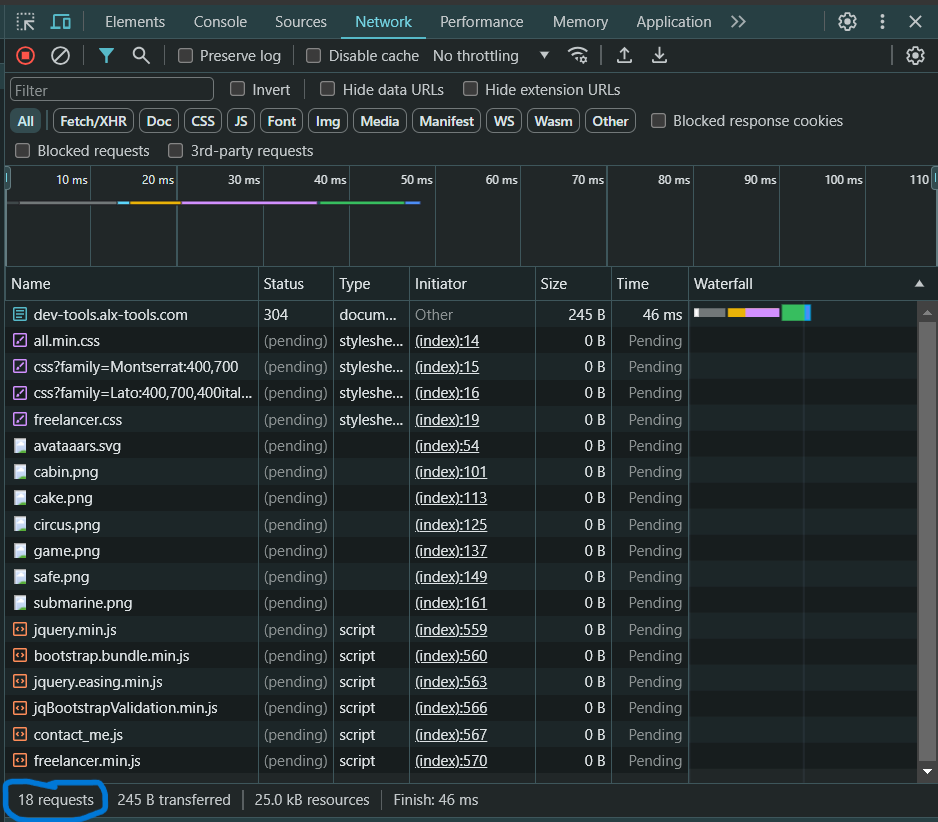 Elements Console Sources Network Performance Memory Application
Preserve log Disable cache No throttling
Filter Invert Hide data URLs Hide extension URLs
All Fetch/XHR Doc CSS JS Font Img Media Manifest WS Wasm Other Blocked response cookies
Blocked requests 3rd-party requests
10 ms 20 ms 30 ms 40 ms 50 ms 60 ms 70 ms 80 ms 90 ms 100 ms 110
Name Status Type Initiator Size Time Waterfall
dev-tools.alx-tools.com 304 docum... Other 245 B 46 ms
all.min.css (pending) styleshe... (index):14 0 B Pending
css?family=Montserrat:400,700 (pending) styleshe... (index):15 0 B Pending
css?family=Lato:400,700,400ital... (pending) styleshe... (index):16 0 B Pending
freelancer.css (pending) styleshe... (index):19 0 B Pending
avataaars.svg (pending) (index):54 0 B Pending
cabin.png (pending) (index):101 0 B Pending
cake.png (pending) (index):113 0 B Pending
circus.png (pending) (index):125 0 B Pending
game.png (pending) (index):137 0 B Pending
safe.png (pending) (index):149 0 B Pending
submarine.png (pending) (index):161 0 B Pending
jquery.min.js (pending) script (index):559 0 B Pending
bootstrap.bundle.min.js (pending) script (index):560 0 B Pending
jquery.easing.min.js (pending) script (index):563 0 B Pending
jqBootstrapValidation.min.js (pending) script (index):566 0 B Pending
contact_me.js (pending) script (index):567 0 B Pending
freelancer.min.js (pending) script (index):570 0 B Pending
18 requests 245 B transferred 25.0 kB resources Finish: 46 ms